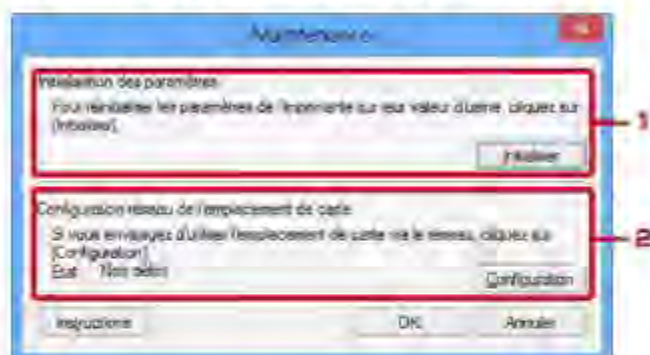 Maintenance
Initialisation des paramètres
Pour réinitialiser les paramètres de l'imprimante sur leur valeur d'usine, cliquez sur
[Initialiser].
1
Initialiser
Configuration réseau de l'emplacement de carte
Si vous envisagez d'utiliser l'emplacement de carte via le réseau, cliquez sur
[Configuration].
2
État : Non défini
Configuration
Instructions
OK
Annuler